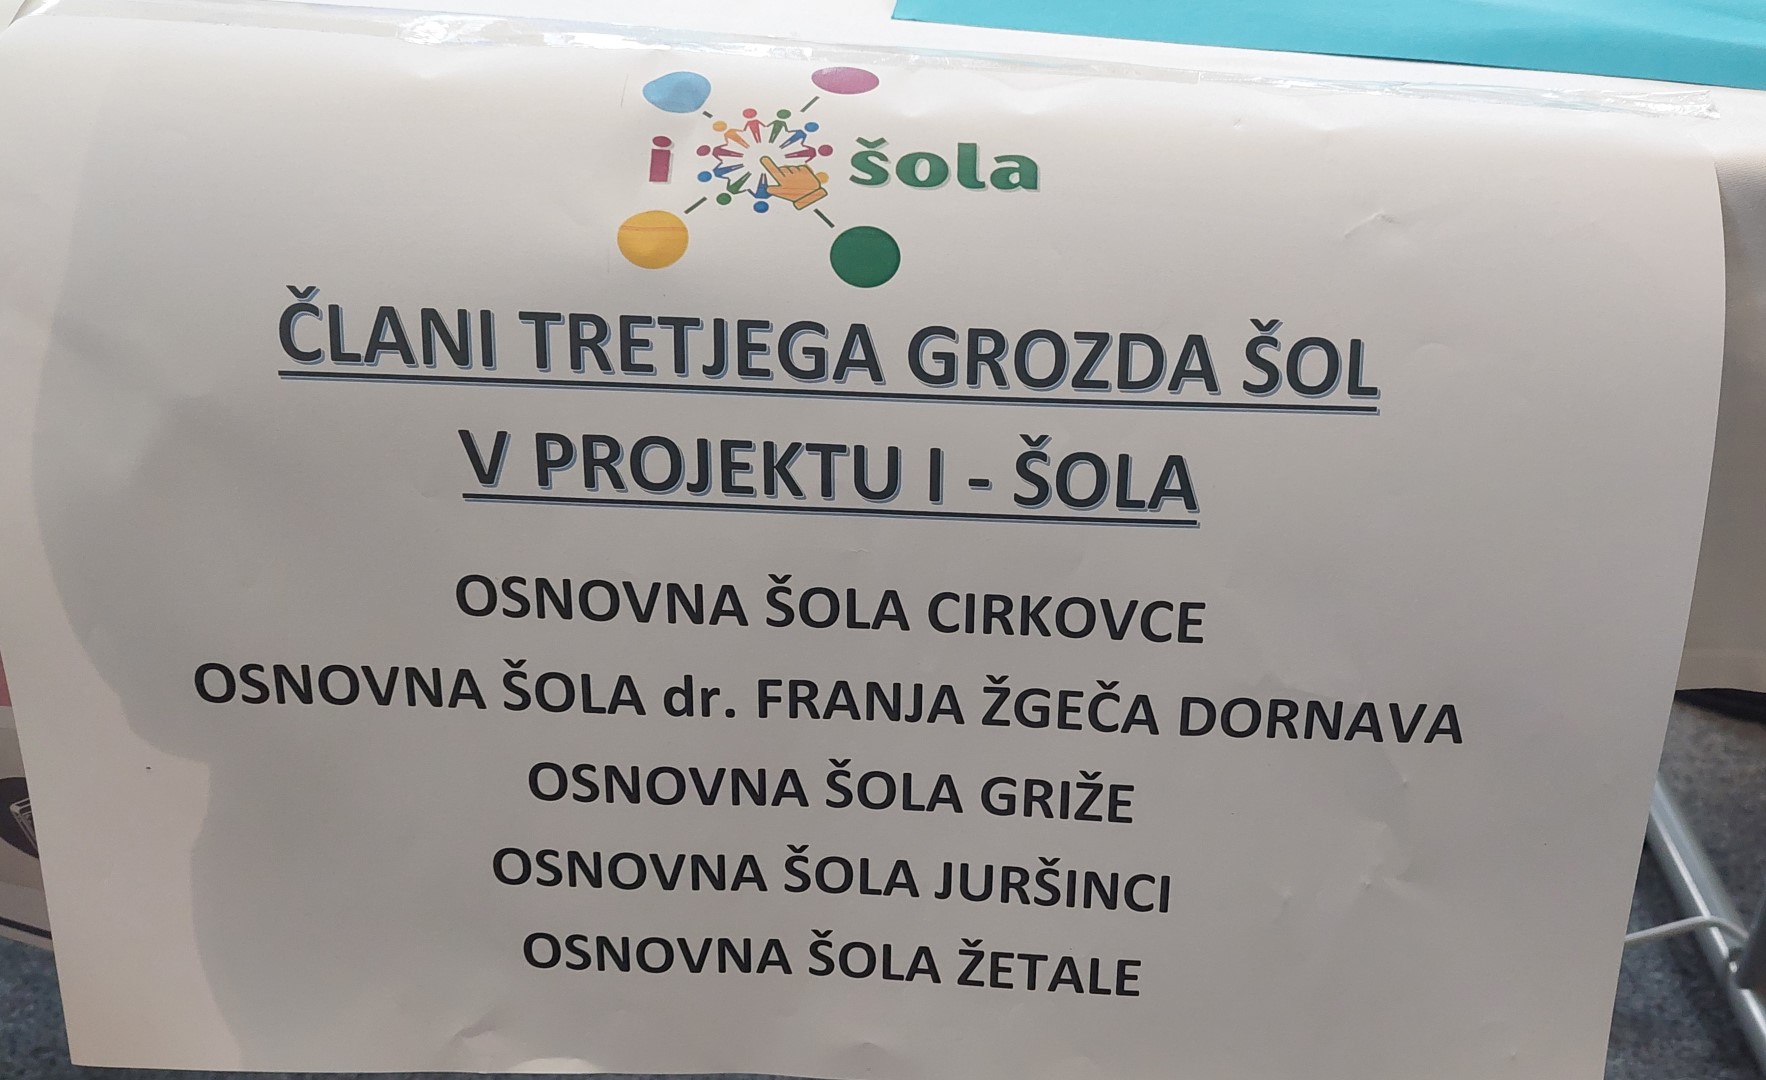 i šola
ČLANI TRETJEGA GROZDA ŠOL
V PROJEKTU I - ŠOLA
OSNOVNA ŠOLA CIRKOVCE
OSNOVNA ŠOLA dr. FRANJA ŽGEČA DORNAVA
OSNOVNA ŠOLA GRIŽE
OSNOVNA ŠOLA JURŠINCI
OSNOVNA ŠOLA ŽETALE